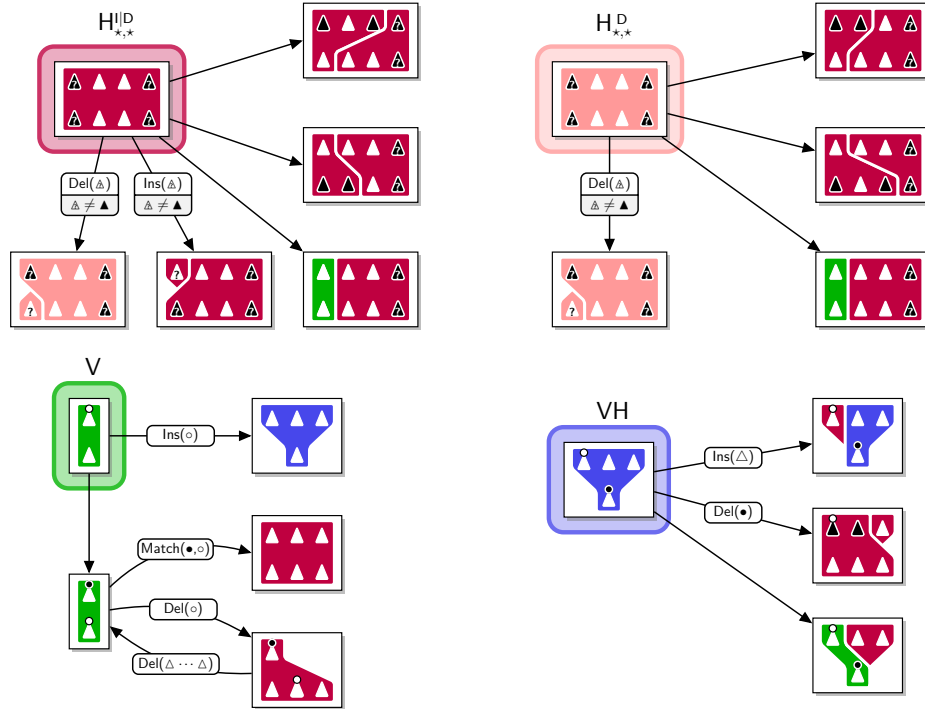 H^{I|D}_{⋆,⋆}
H^{D}_{⋆,⋆}
? ?
? ?
? ?
? ?
?
?
?
?
Del(△?) Ins(△?)
△? ≠ ▲ △? ≠ ▲
Del(△?)
△? ≠ ▲
? ? ? ? ?
? ? ? ? ?
? ? ?
? ? ?
V
VH
Ins(○)
Ins(△)
Del(●)
Match(●,○)
Del(○)
Del(△ ⋯ △)